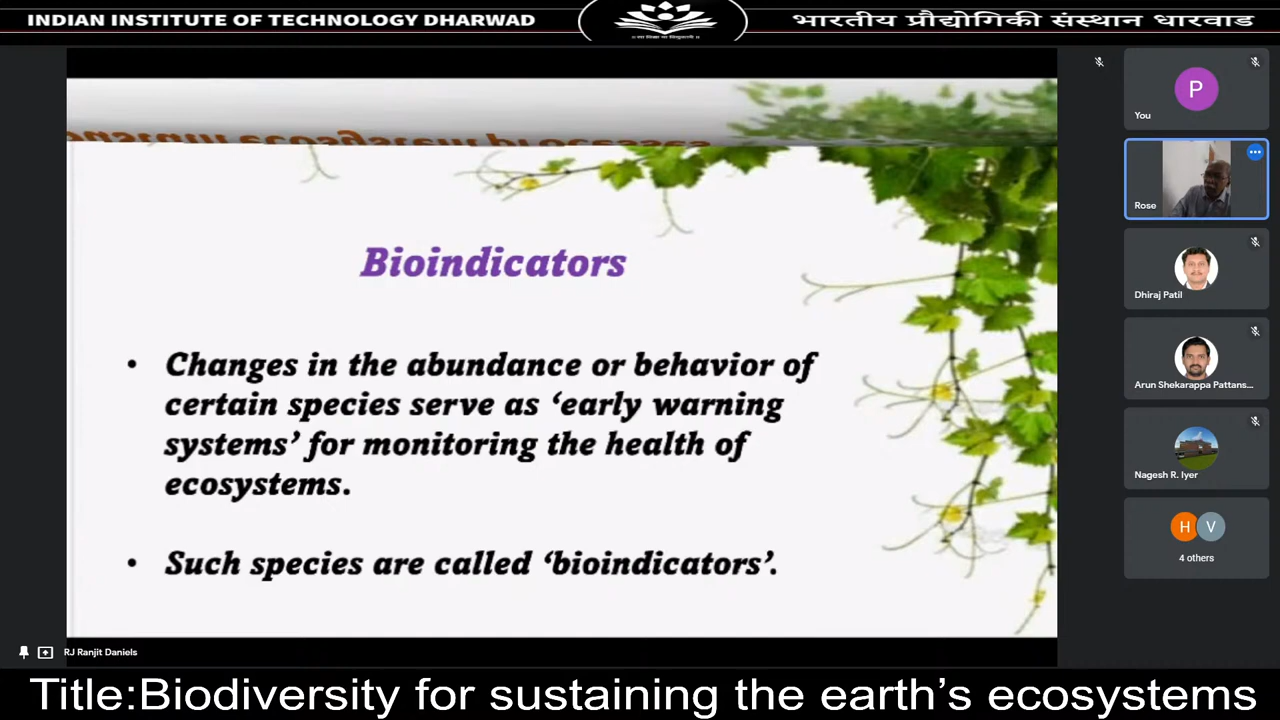 INDIAN INSTITUTE OF TECHNOLOGY DHARWAD
भारतीय प्रौद्योगिकी संस्थान धारवाड
Bioindicators
• Changes in the abundance or behavior of
certain species serve as ‘early warning
systems’ for monitoring the health of
ecosystems.
• Such species are called ‘bioindicators’.
RJ Ranjit Daniels
P
You
Rose
Dhiraj Patil
Arun Shekarappa Pattans...
Nagesh R. Iyer
H V
4 others
Title:Biodiversity for sustaining the earth’s ecosystems